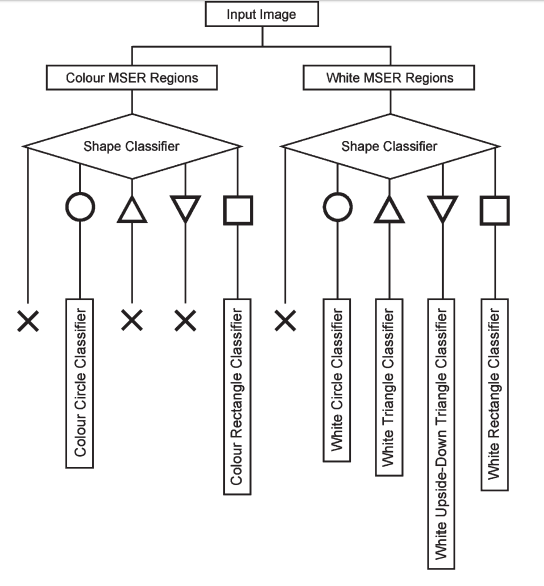 Input Image
Colour MSER Regions
White MSER Regions
Shape Classifier
Shape Classifier
Colour Circle Classifier
Colour Rectangle Classifier
White Circle Classifier
White Triangle Classifier
White Upside-Down Triangle Classifier
White Rectangle Classifier